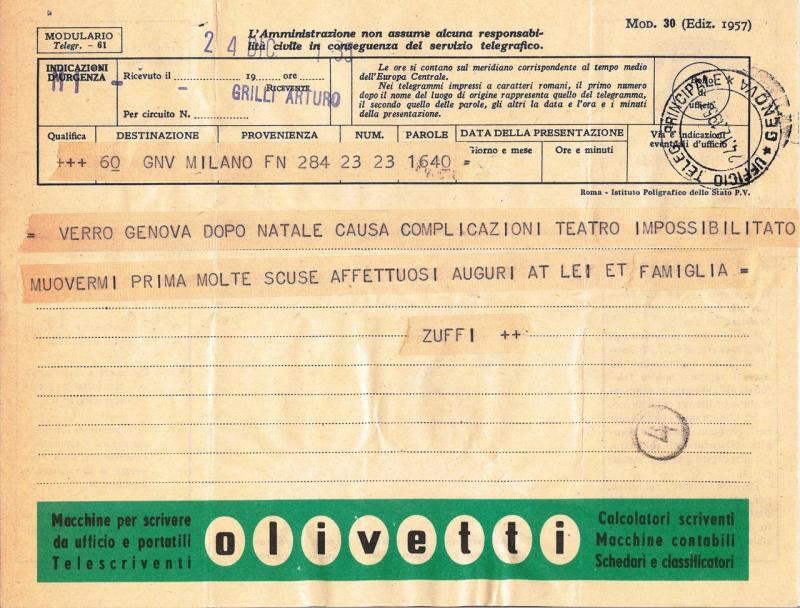 MODULARIO
Telegr. - 61
Mod. 30 (Ediz. 1957)
L'Amministrazione non assume alcuna responsabi-
lità civile in conseguenza del servizio telegrafico.
24 DIC.
INDICAZIONI
D'URGENZA
Ricevuto il 19 ore
RICEVENTE
GRILLI ARTURO
Per circuito N.
Le ore si contano sul meridiano corrispondente al tempo medio
dell'Europa Centrale.
Nei telegrammi impressi a caratteri romani, il primo numero
dopo il nome del luogo di origine rappresenta quello del telegramma,
il secondo quello delle parole, gli altri la data e l'ora e i minuti
della presentazione.
Bollo
di
ufficio
GENOVA * UFFICIO TELEGR. PRINCIPALE *
Qualifica DESTINAZIONE PROVENIENZA NUM. PAROLE DATA DELLA PRESENTAZIONE
Giorno e mese Ore e minuti
Via e indicazioni
eventuali d'ufficio
+++ 60 GNV MILANO FN 284 23 23 1640 =
Roma - Istituto Poligrafico dello Stato P.V.
= VERRO GENOVA DOPO NATALE CAUSA COMPLICAZIONI TEATRO IMPOSSIBILITATO
MUOVERMI PRIMA MOLTE SCUSE AFFETTUOSI AUGURI AT LEI ET FAMIGLIA =
ZUFFI ++
4
Macchine per scrivere
da ufficio e portatili
Telescriventi
olivetti
Calcolatori scriventi
Macchine contabili
Schedari e classificatori